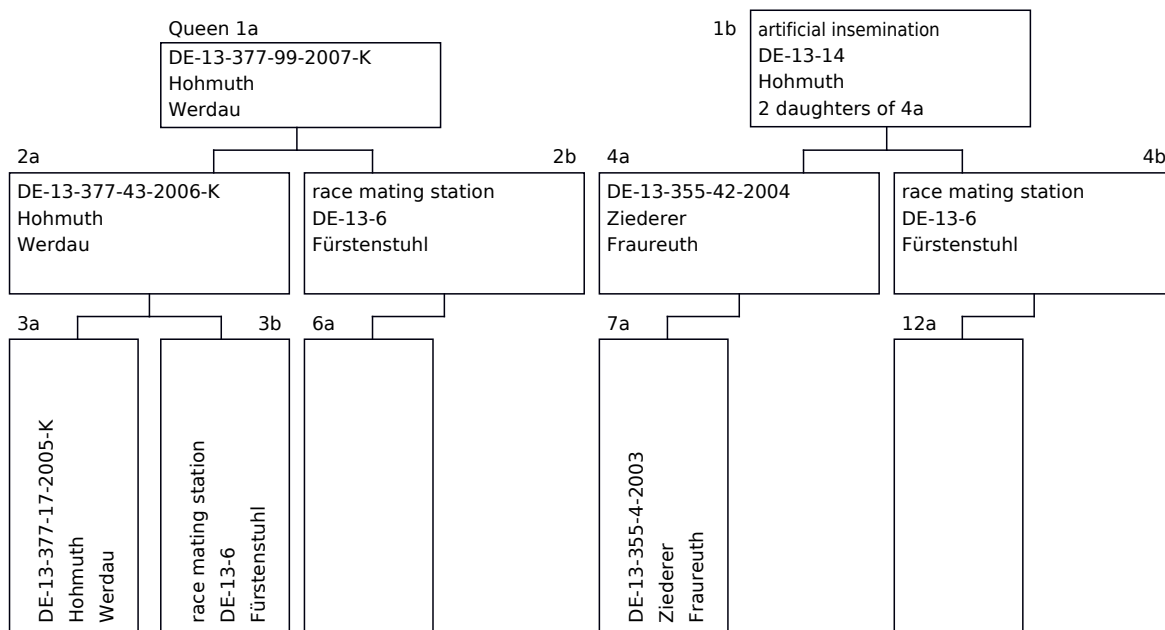 Queen 1a
DE-13-377-99-2007-K
Hohmuth
Werdau
1b
artificial insemination
DE-13-14
Hohmuth
2 daughters of 4a
2a
DE-13-377-43-2006-K
Hohmuth
Werdau
2b
race mating station
DE-13-6
Fürstenstuhl
4a
DE-13-355-42-2004
Ziederer
Fraureuth
4b
race mating station
DE-13-6
Fürstenstuhl
3a
DE-13-377-17-2005-K
Hohmuth
Werdau
3b
race mating station
DE-13-6
Fürstenstuhl
6a
7a
DE-13-355-4-2003
Ziederer
Fraureuth
12a